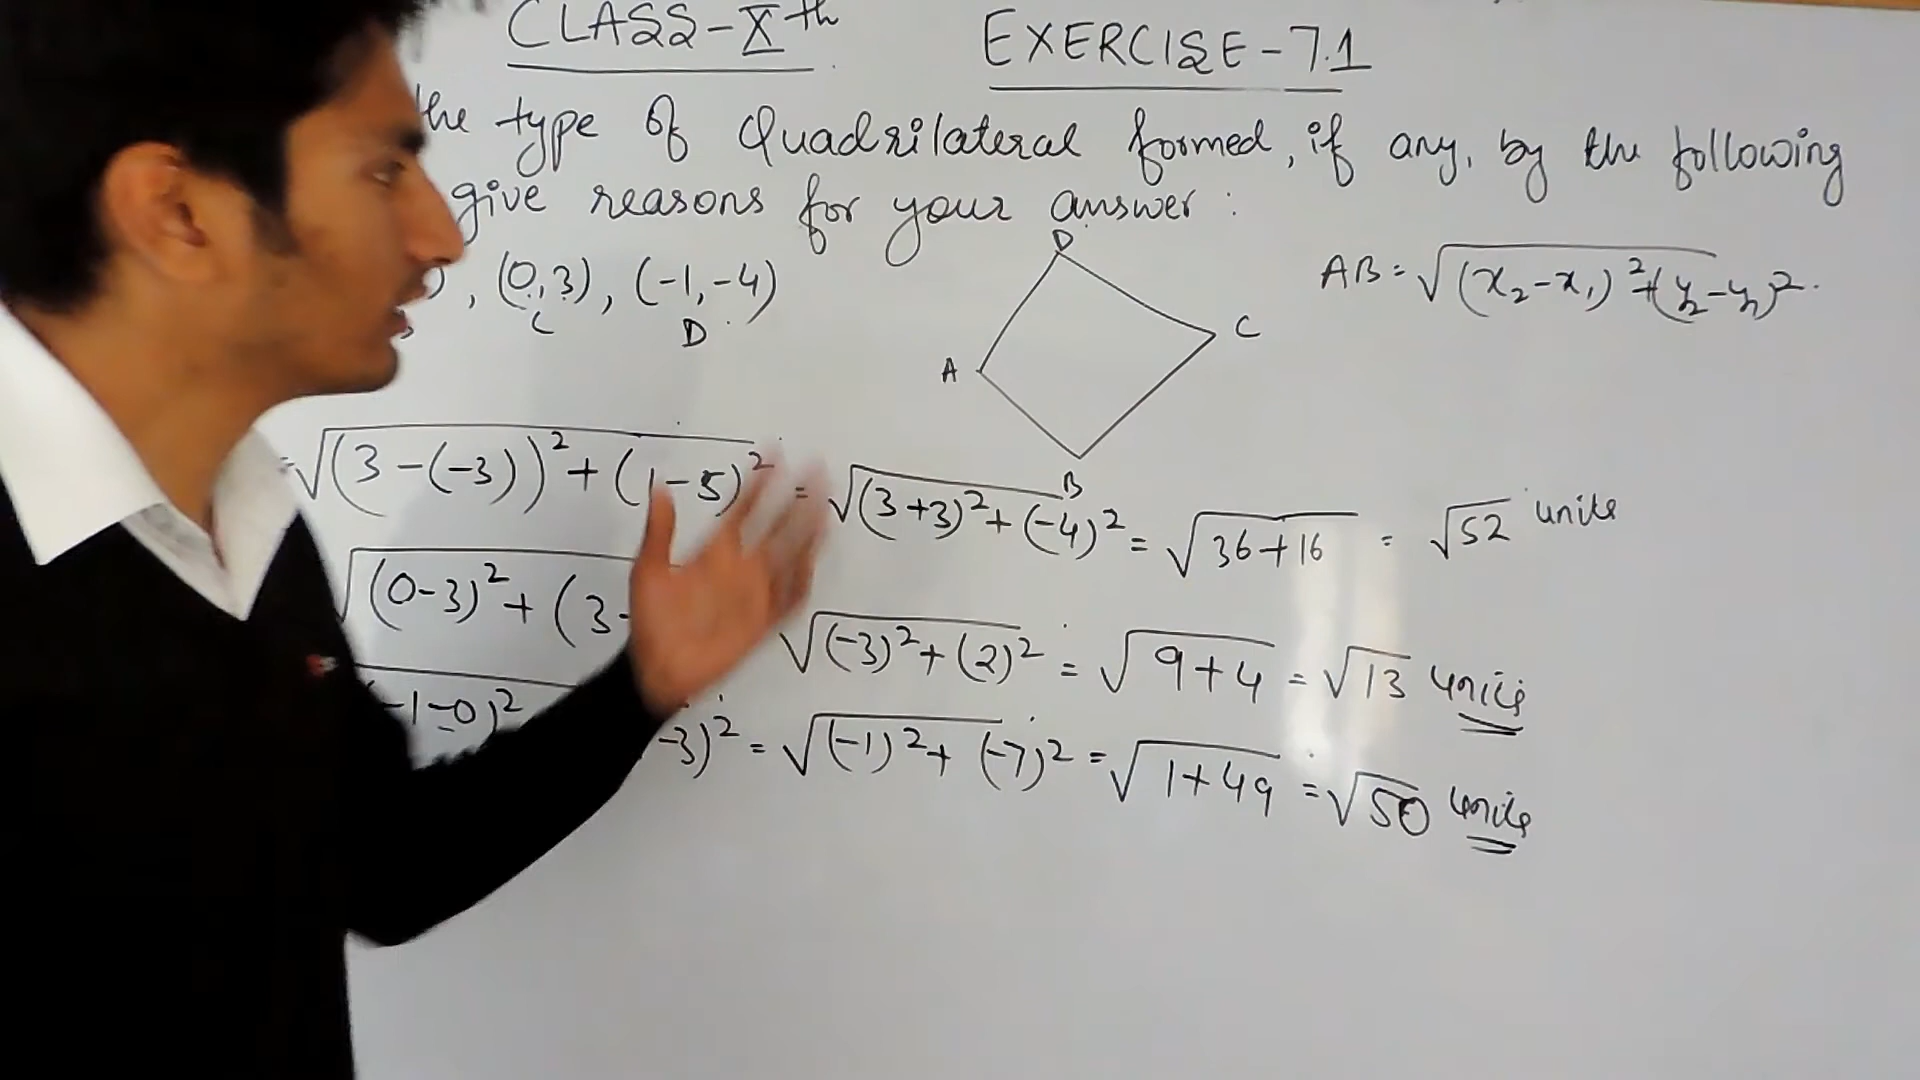 CLASS-Xth EXERCISE-7.1
the type of Quadrilateral formed, if any, by the following
give reasons for your answer :
), (0,3), (-1,-4)
C D
D
A
C
B
AB = √(x₂-x₁)²+(y₂-y₁)².
=√(3-(-3))²+(1-5)² = √(3+3)²+(-4)² = √36+16 = √52 units
√(0-3)²+(3- √(-3)²+(2)² = √9+4 = √13 units
-1-0)² -3)² = √(-1)²+(-7)² = √1+49 = √50 units